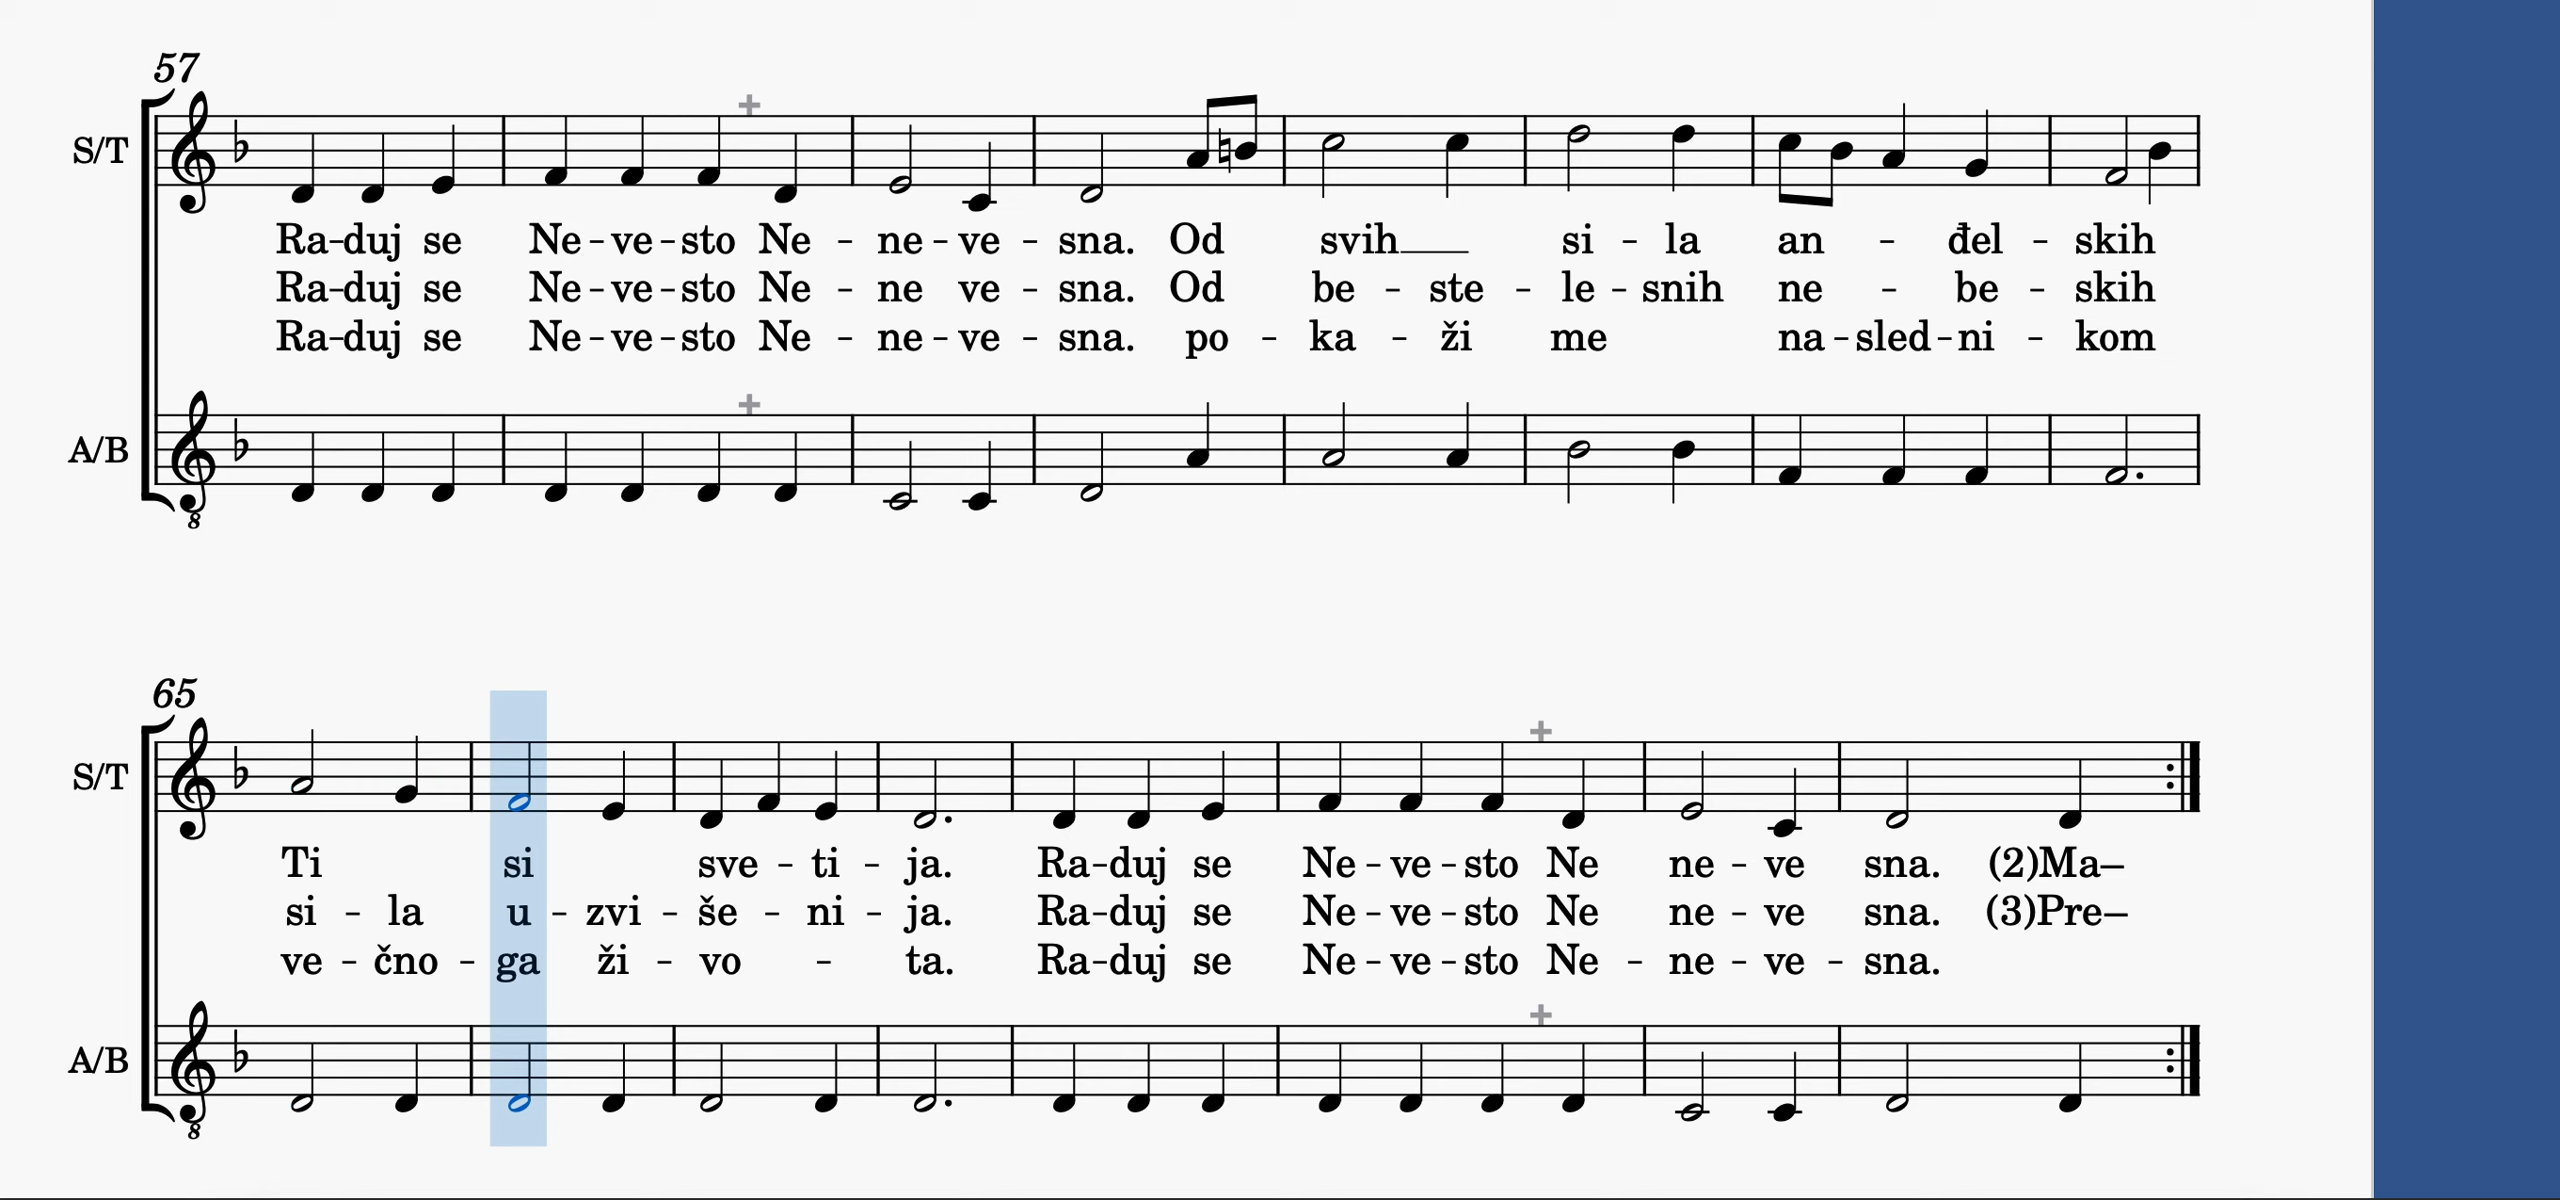 57
S/T
Ra-duj se Ne-ve-sto Ne - ne-ve - sna. Od svih__ si - la an - đel - skih
Ra-duj se Ne-ve-sto Ne - ne ve - sna. Od be - ste - le - snih ne - be - skih
Ra-duj se Ne-ve-sto Ne - ne-ve - sna. po - ka - ži me na-sled-ni - kom
A/B
8
65
S/T
Ti si sve - ti - ja. Ra-duj se Ne-ve-sto Ne ne - ve sna. (2)Ma–
si - la u - zvi - še - ni - ja. Ra-duj se Ne-ve-sto Ne ne - ve sna. (3)Pre–
ve - čno - ga ži - vo - ta. Ra-duj se Ne-ve-sto Ne - ne - ve - sna.
A/B
8